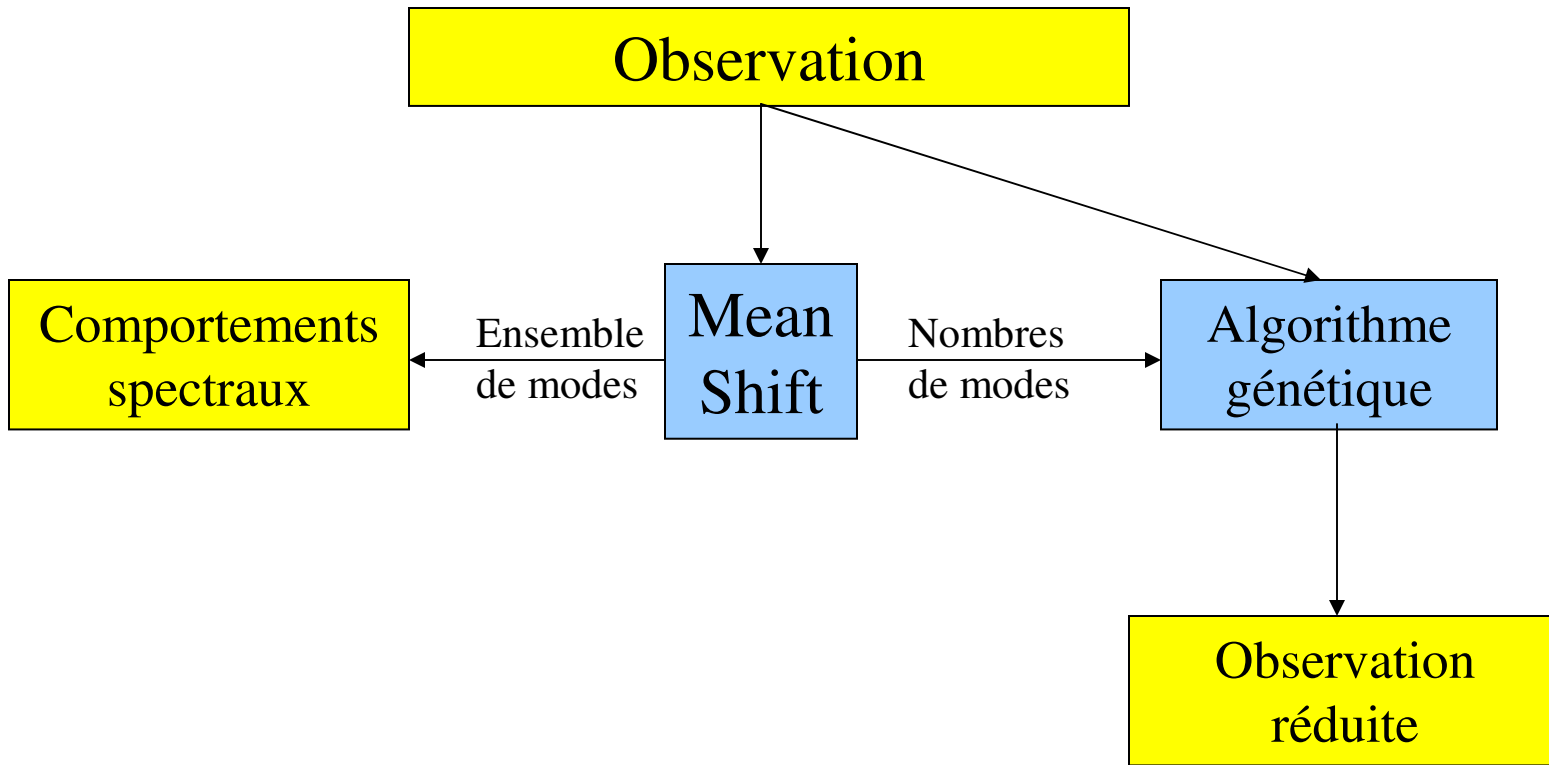 Observation
Comportements
spectraux
Ensemble
de modes
Mean
Shift
Nombres
de modes
Algorithme
génétique
Observation
réduite